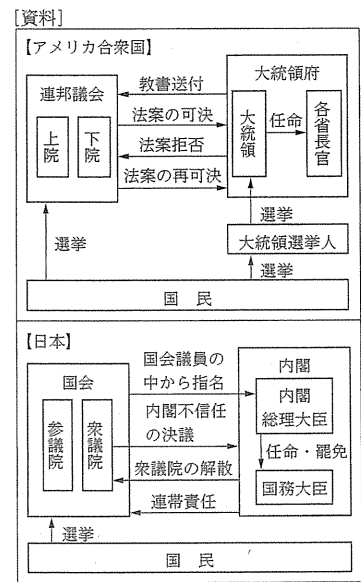 [資料]
【アメリカ合衆国】
連邦議会
上院
下院
教書送付
法案の可決
法案拒否
法案の再可決
大統領府
大統領
任命
各省長官
選挙
大統領選挙人
選挙
選挙
国民
【日本】
国会
参議院
衆議院
国会議員の
中から指名
内閣不信任
の決議
衆議院の解散
連帯責任
内閣
内閣
総理大臣
任命・罷免
国務大臣
選挙
国民